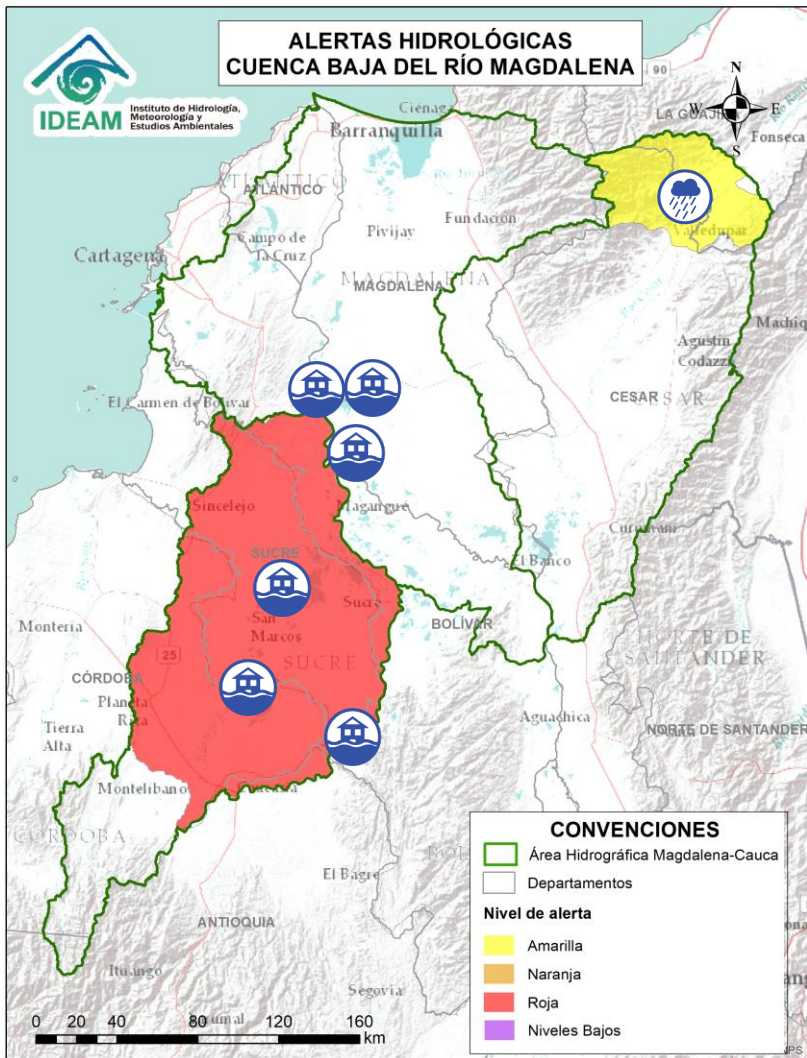 ALERTAS HIDROLÓGICAS
CUENCA BAJA DEL RÍO MAGDALENA
IDEAM
Instituto de Hidrología,
Meteorología y
Estudios Ambientales
N
E
S
90
Ciénaga
LA GUAJIRA
Barranquilla
Fonseca
ATLÁNTICO
ATLÁNTICO
Pivijay
Fundación
Valledupar
Campo de
la Cruz
Cartagena
MAGDALENA
MAGDALENA
Machiq
Agustín
Codazzi
El Carmen de Bolívar
CESAR
CESAR
Sincelejo
Magangué
Curumaní
SUCRE
El Banco
Sucre
San
Marcos
BOLÍVAR
Montería
25
SUCRE
NORTE DE
SANTANDER
CÓRDOBA
Planeta
Rica
Aguachica
NORTE DE SANTANDER
Tierra
Alta
Montelíbano
CÓRDOBA
El Bagre
ANTIOQUIA
Ituango
Segovia
0 20 40 80 120 160
km
CONVENCIONES
Área Hidrográfica Magdalena-Cauca
Departamentos
Nivel de alerta
Amarilla
Naranja
Roja
Niveles Bajos